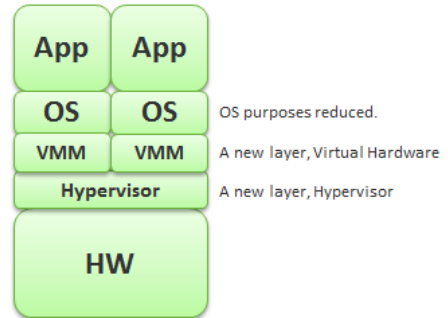 App App
OS OS OS purposes reduced.
VMM VMM A new layer, Virtual Hardware
Hypervisor A new layer, Hypervisor
HW